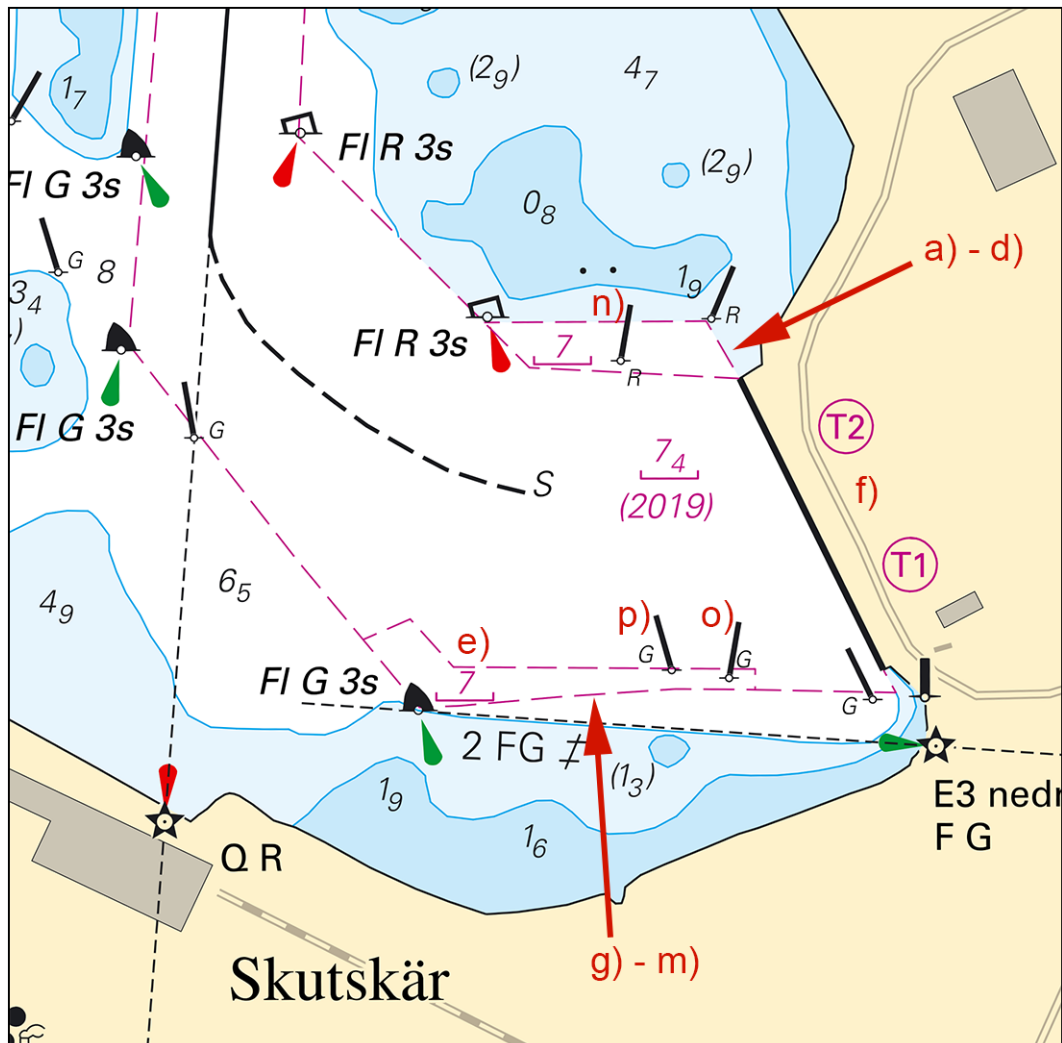 (2₉)
4₇
1₇
Fl R 3s
(2₉)
Fl G 3s
0₈
G
8
a) - d)
1₉
3₄
n)
R
Fl R 3s
7
R
T2
Fl G 3s
G
7₄
(2019)
S
f)
T1
6₅
4₉
p)
o)
e)
G
G
Fl G 3s
7
G
2 FG
(1₃)
1₉
E3 nedr
F G
1₆
Q R
g) - m)
Skutskär